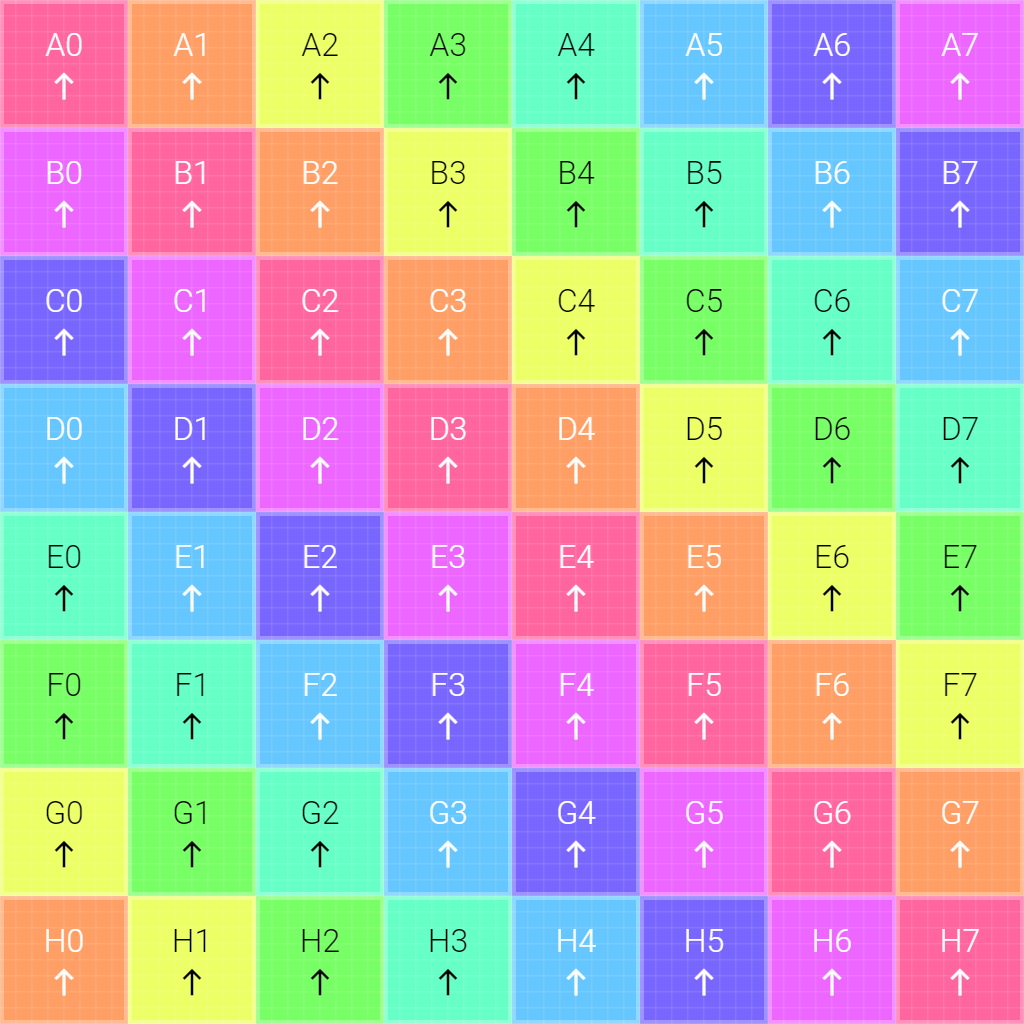 A0 A1 A2 A3 A4 A5 A6 A7
↑ ↑ ↑ ↑ ↑ ↑ ↑ ↑
B0 B1 B2 B3 B4 B5 B6 B7
↑ ↑ ↑ ↑ ↑ ↑ ↑ ↑
C0 C1 C2 C3 C4 C5 C6 C7
↑ ↑ ↑ ↑ ↑ ↑ ↑ ↑
D0 D1 D2 D3 D4 D5 D6 D7
↑ ↑ ↑ ↑ ↑ ↑ ↑ ↑
E0 E1 E2 E3 E4 E5 E6 E7
↑ ↑ ↑ ↑ ↑ ↑ ↑ ↑
F0 F1 F2 F3 F4 F5 F6 F7
↑ ↑ ↑ ↑ ↑ ↑ ↑ ↑
G0 G1 G2 G3 G4 G5 G6 G7
↑ ↑ ↑ ↑ ↑ ↑ ↑ ↑
H0 H1 H2 H3 H4 H5 H6 H7
↑ ↑ ↑ ↑ ↑ ↑ ↑ ↑